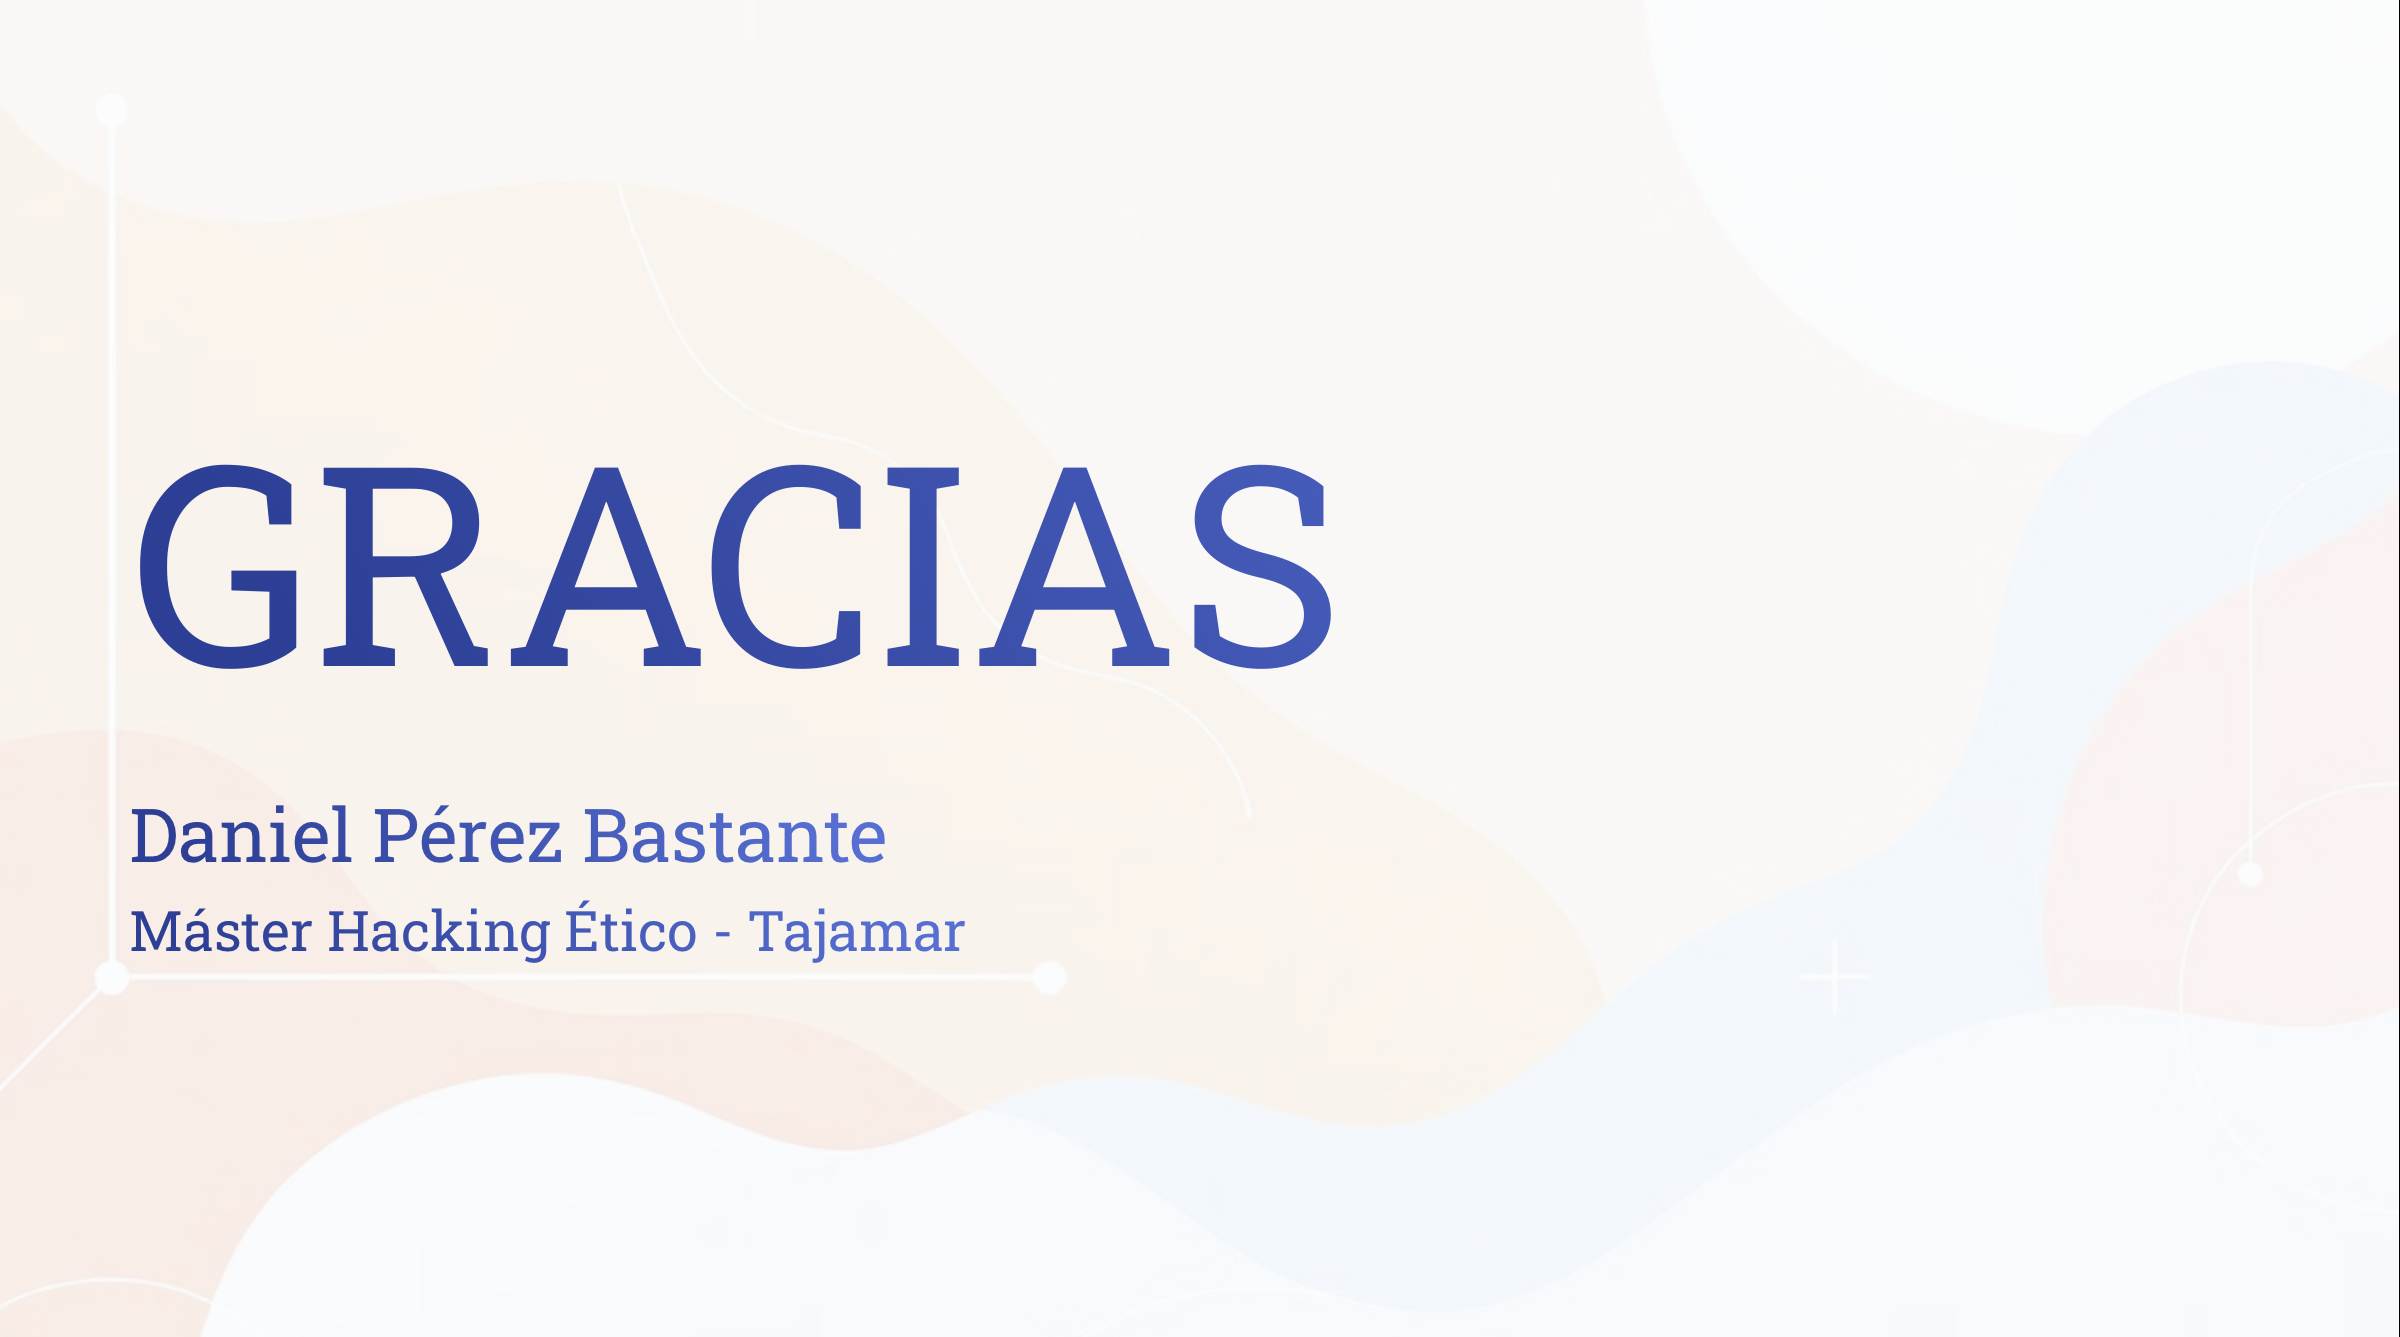 GRACIAS
Daniel Pérez Bastante
Máster Hacking Ético - Tajamar